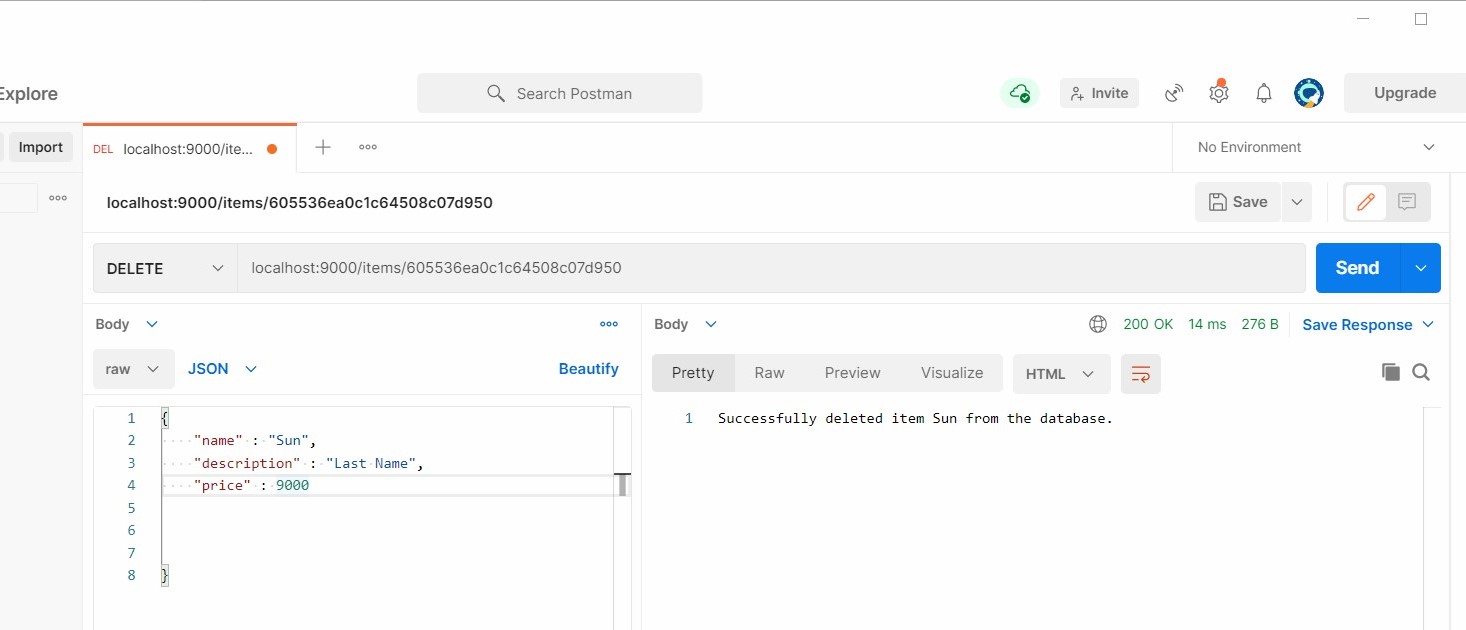 Explore
Search Postman
Invite
Upgrade
Import
DEL localhost:9000/ite...
No Environment
localhost:9000/items/605536ea0c1c64508c07d950
Save
DELETE
localhost:9000/items/605536ea0c1c64508c07d950
Send
Body
Body
200 OK 14 ms 276 B Save Response
raw
JSON
Beautify
Pretty Raw Preview Visualize HTML
1 {
2 "name" : "Sun",
3 "description" : "Last Name",
4 "price" : 9000
5
6
7
8 }
1 Successfully deleted item Sun from the database.